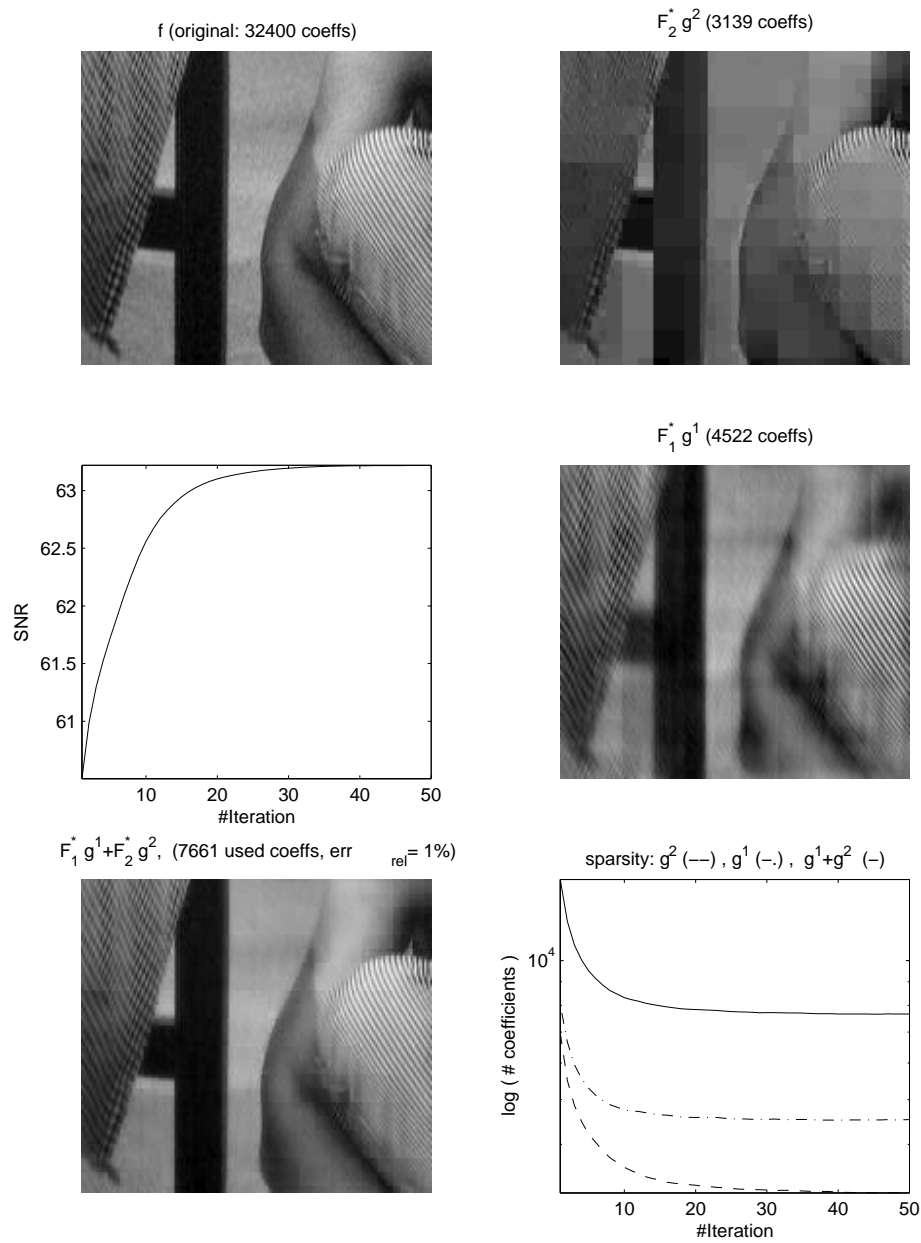 f (original: 32400 coeffs)
F₂* g² (3139 coeffs)
63
62.5
62
61.5
61
SNR
10 20 30 40 50
#Iteration
F₁* g¹ (4522 coeffs)
F₁* g¹+F₂* g², (7661 used coeffs, err rel= 1%)
sparsity: g² (−−) , g¹ (−.) , g¹+g² (−)
10⁴
log ( # coefficients )
10 20 30 40 50
#Iteration